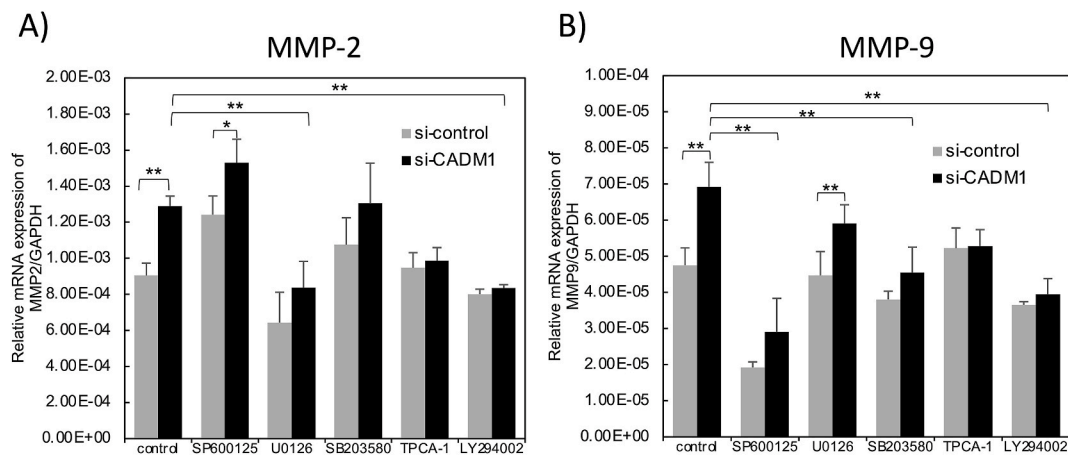 A)
MMP-2
Relative mRNA expression of
MMP2/GAPDH
2.00E-03
1.80E-03
1.60E-03
1.40E-03
1.20E-03
1.00E-03
8.00E-04
6.00E-04
4.00E-04
2.00E-04
0.00E+00
**
**
**
*
si-control
si-CADM1
control SP600125 U0126 SB203580 TPCA-1 LY294002
B)
MMP-9
Relative mRNA expression of
MMP9/GAPDH
1.00E-04
9.00E-05
8.00E-05
7.00E-05
6.00E-05
5.00E-05
4.00E-05
3.00E-05
2.00E-05
1.00E-05
0.00E+00
**
**
**
**
**
si-control
si-CADM1
control SP600125 U0126 SB203580 TPCA-1 LY294002